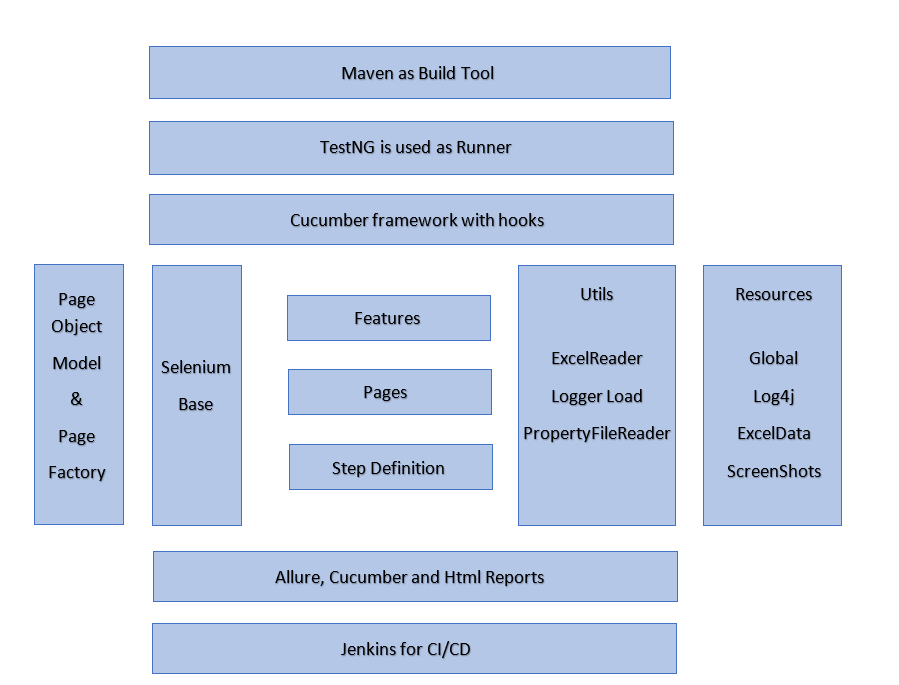 Maven as Build Tool
TestNG is used as Runner
Cucumber framework with hooks
Page
Object
Model
&
Page
Factory
Selenium
Base
Features
Pages
Step Definition
Utils
ExcelReader
Logger Load
PropertyFileReader
Resources
Global
Log4j
ExcelData
ScreenShots
Allure, Cucumber and Html Reports
Jenkins for CI/CD